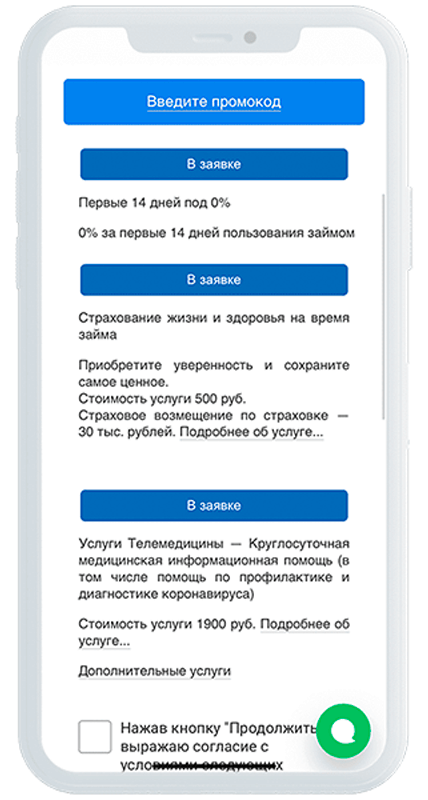 Введите промокод
В заявке
Первые 14 дней под 0%
0% за первые 14 дней пользования займом
В заявке
Страхование жизни и здоровья на время
займа
Приобретите уверенность и сохраните
самое ценное.
Стоимость услуги 500 руб.
Страховое возмещение по страховке —
30 тыс. рублей. Подробнее об услуге...
В заявке
Услуги Телемедицины — Круглосуточная
медицинская информационная помощь (в
том числе помощь по профилактике и
диагностике коронавируса)
Стоимость услуги 1900 руб. Подробнее об
услуге...
Дополнительные услуги
Нажав кнопку "Продолжить
выражаю согласие с
условиями следующих